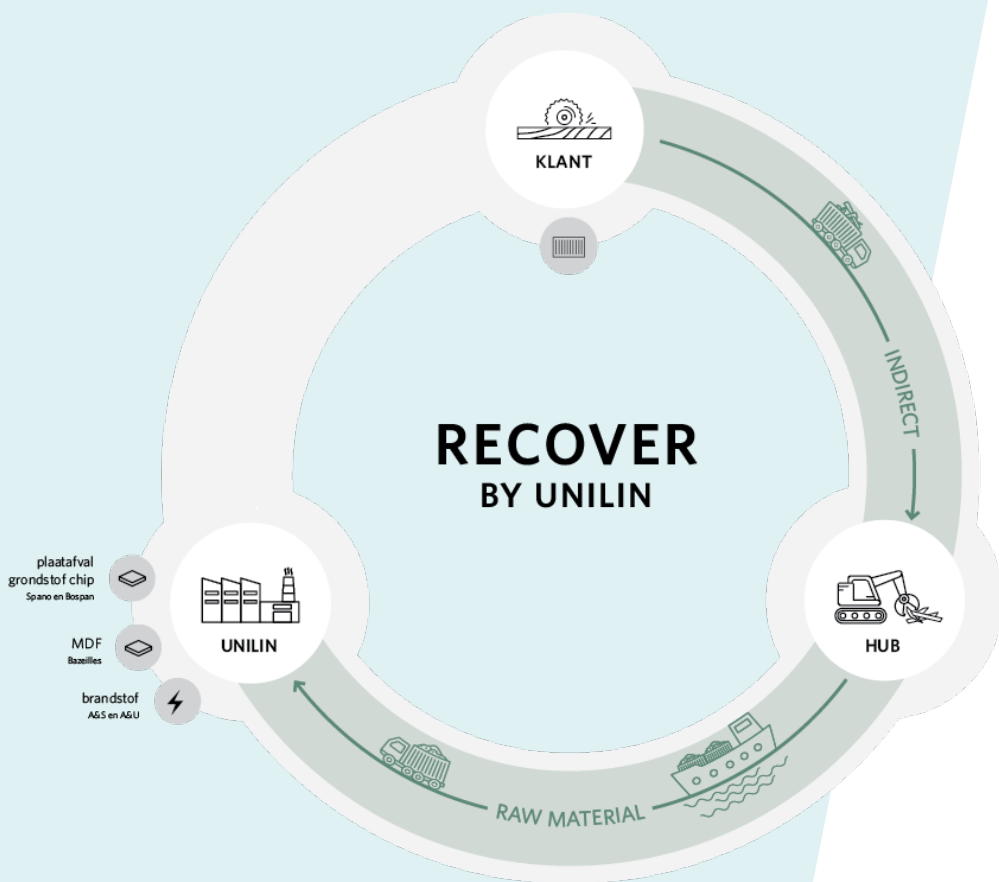 KLANT
INDIRECT
RECOVER
BY UNILIN
plaatafval
grondstof chip
Spano en Bospan
UNILIN
HUB
MDF
Bazeilles
brandstof
A&S en A&U
RAW MATERIAL